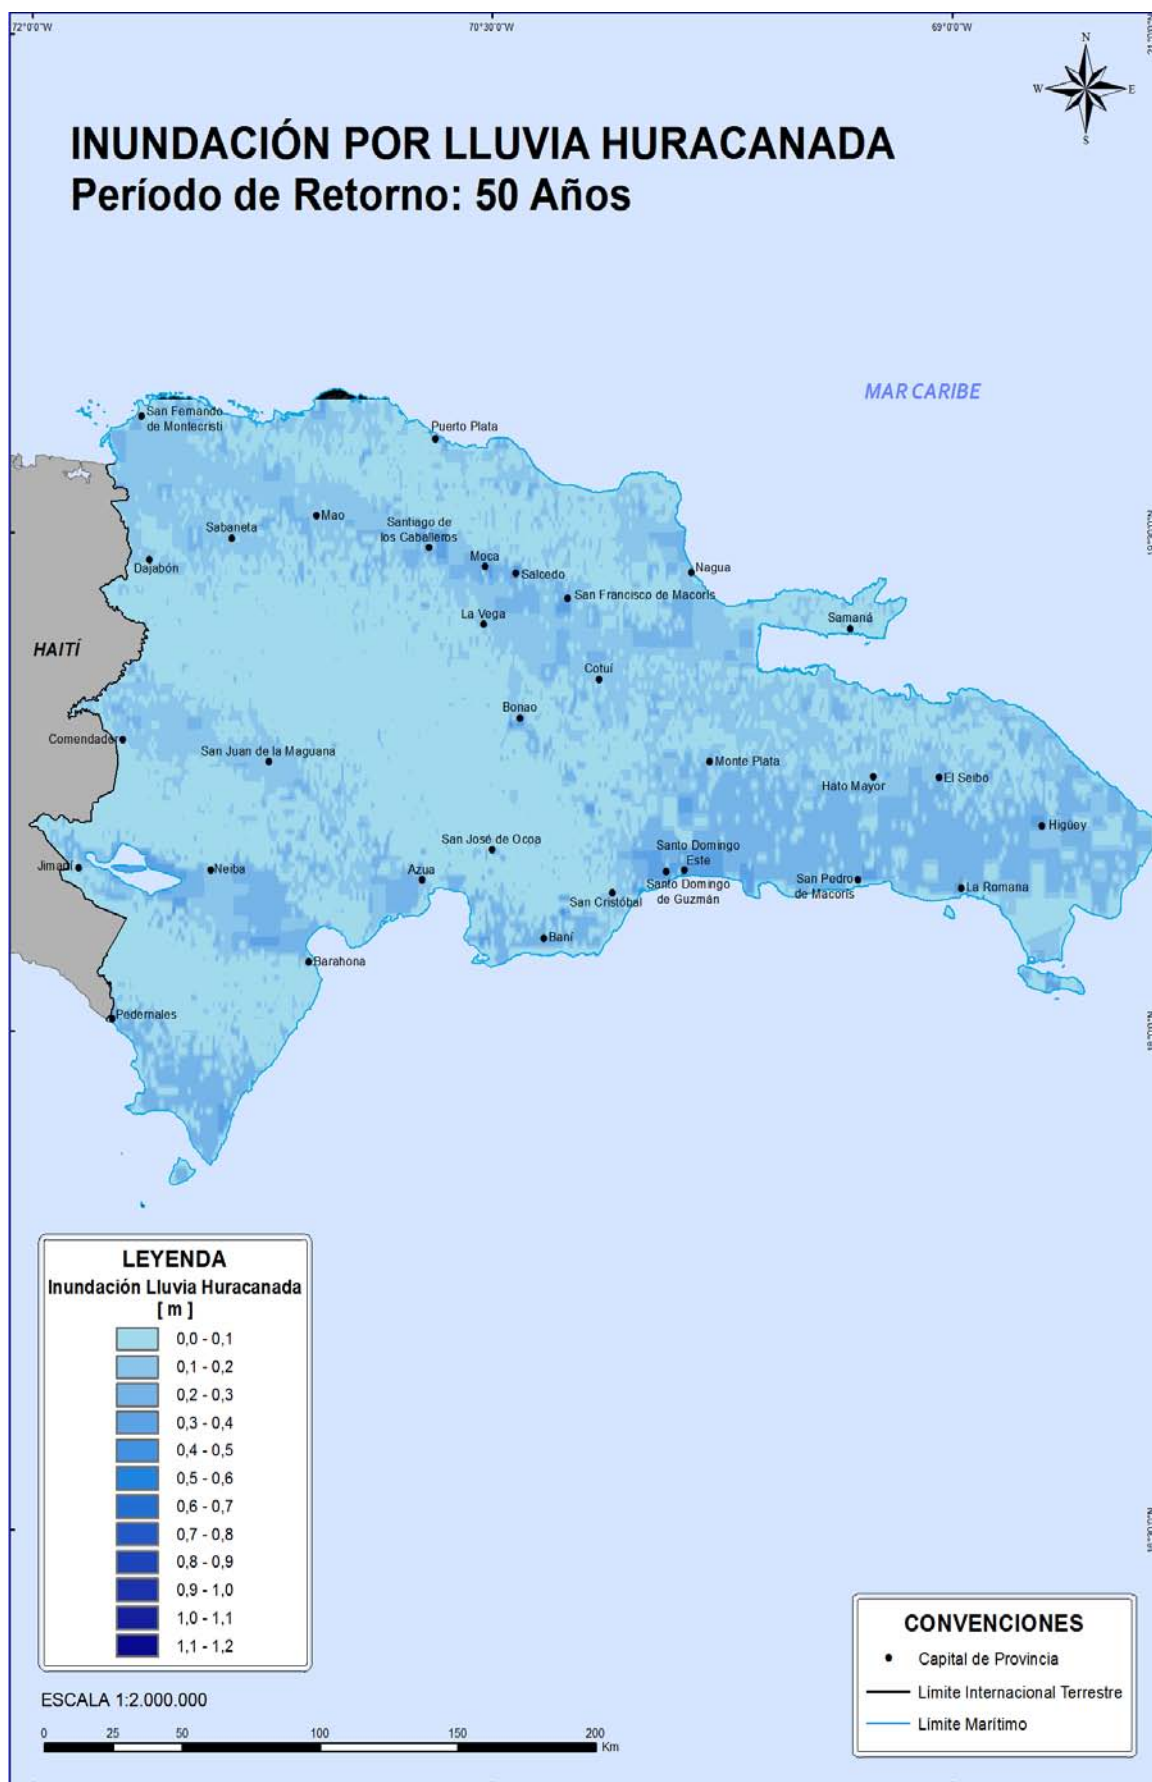 72°0'0"W
70°30'0"W
69°0'0"W
N
W
E
S
INUNDACIÓN POR LLUVIA HURACANADA
Período de Retorno: 50 Años
MAR CARIBE
San Fernando
de Montecristi
Puerto Plata
Mao
Sabaneta
Santiago de
los Caballeros
Dajabón
Moca
Salcedo
Nagua
San Francisco de Macorís
La Vega
Samaná
HAITÍ
Cotuí
Bonao
Comendador
San Juan de la Maguana
Monte Plata
Hato Mayor
El Seibo
Higüey
San José de Ocoa
Santo Domingo
Este
Jimaní
Neiba
Azua
Santo Domingo
de Guzmán
San Pedro
de Macorís
La Romana
San Cristóbal
Baní
Barahona
Pedernales
LEYENDA
Inundación Lluvia Huracanada
[ m ]
0,0 - 0,1
0,1 - 0,2
0,2 - 0,3
0,3 - 0,4
0,4 - 0,5
0,5 - 0,6
0,6 - 0,7
0,7 - 0,8
0,8 - 0,9
0,9 - 1,0
1,0 - 1,1
1,1 - 1,2
ESCALA 1:2.000.000
0 25 50 100 150 200
Km
CONVENCIONES
Capital de Provincia
Límite Internacional Terrestre
Límite Marítimo